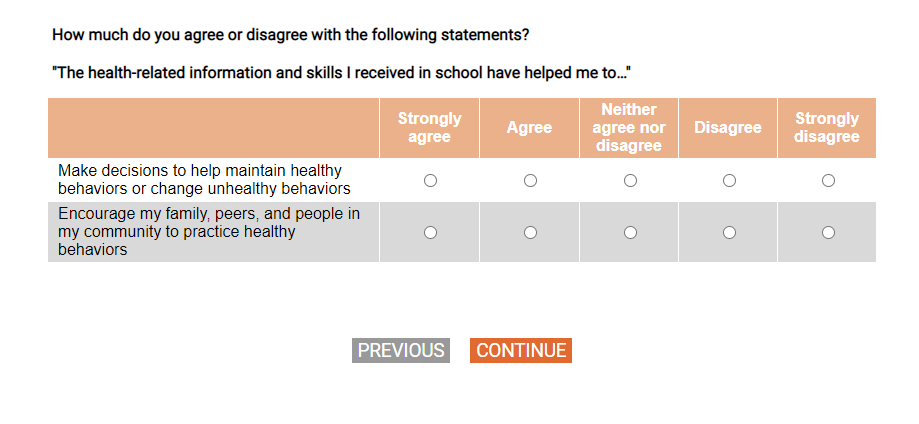 How much do you agree or disagree with the following statements?
"The health-related information and skills I received in school have helped me to..."
Strongly
agree
Agree
Neither
agree nor
disagree
Disagree
Strongly
disagree
Make decisions to help maintain healthy
behaviors or change unhealthy behaviors
Encourage my family, peers, and people in
my community to practice healthy
behaviors
PREVIOUS
CONTINUE